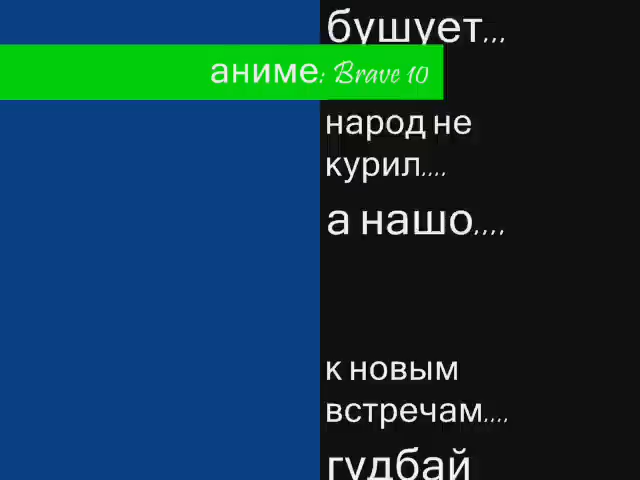 бушует...
аниме: Brave 10
народ не
курил....
а нашо....
к новым
встречам....
гудбай